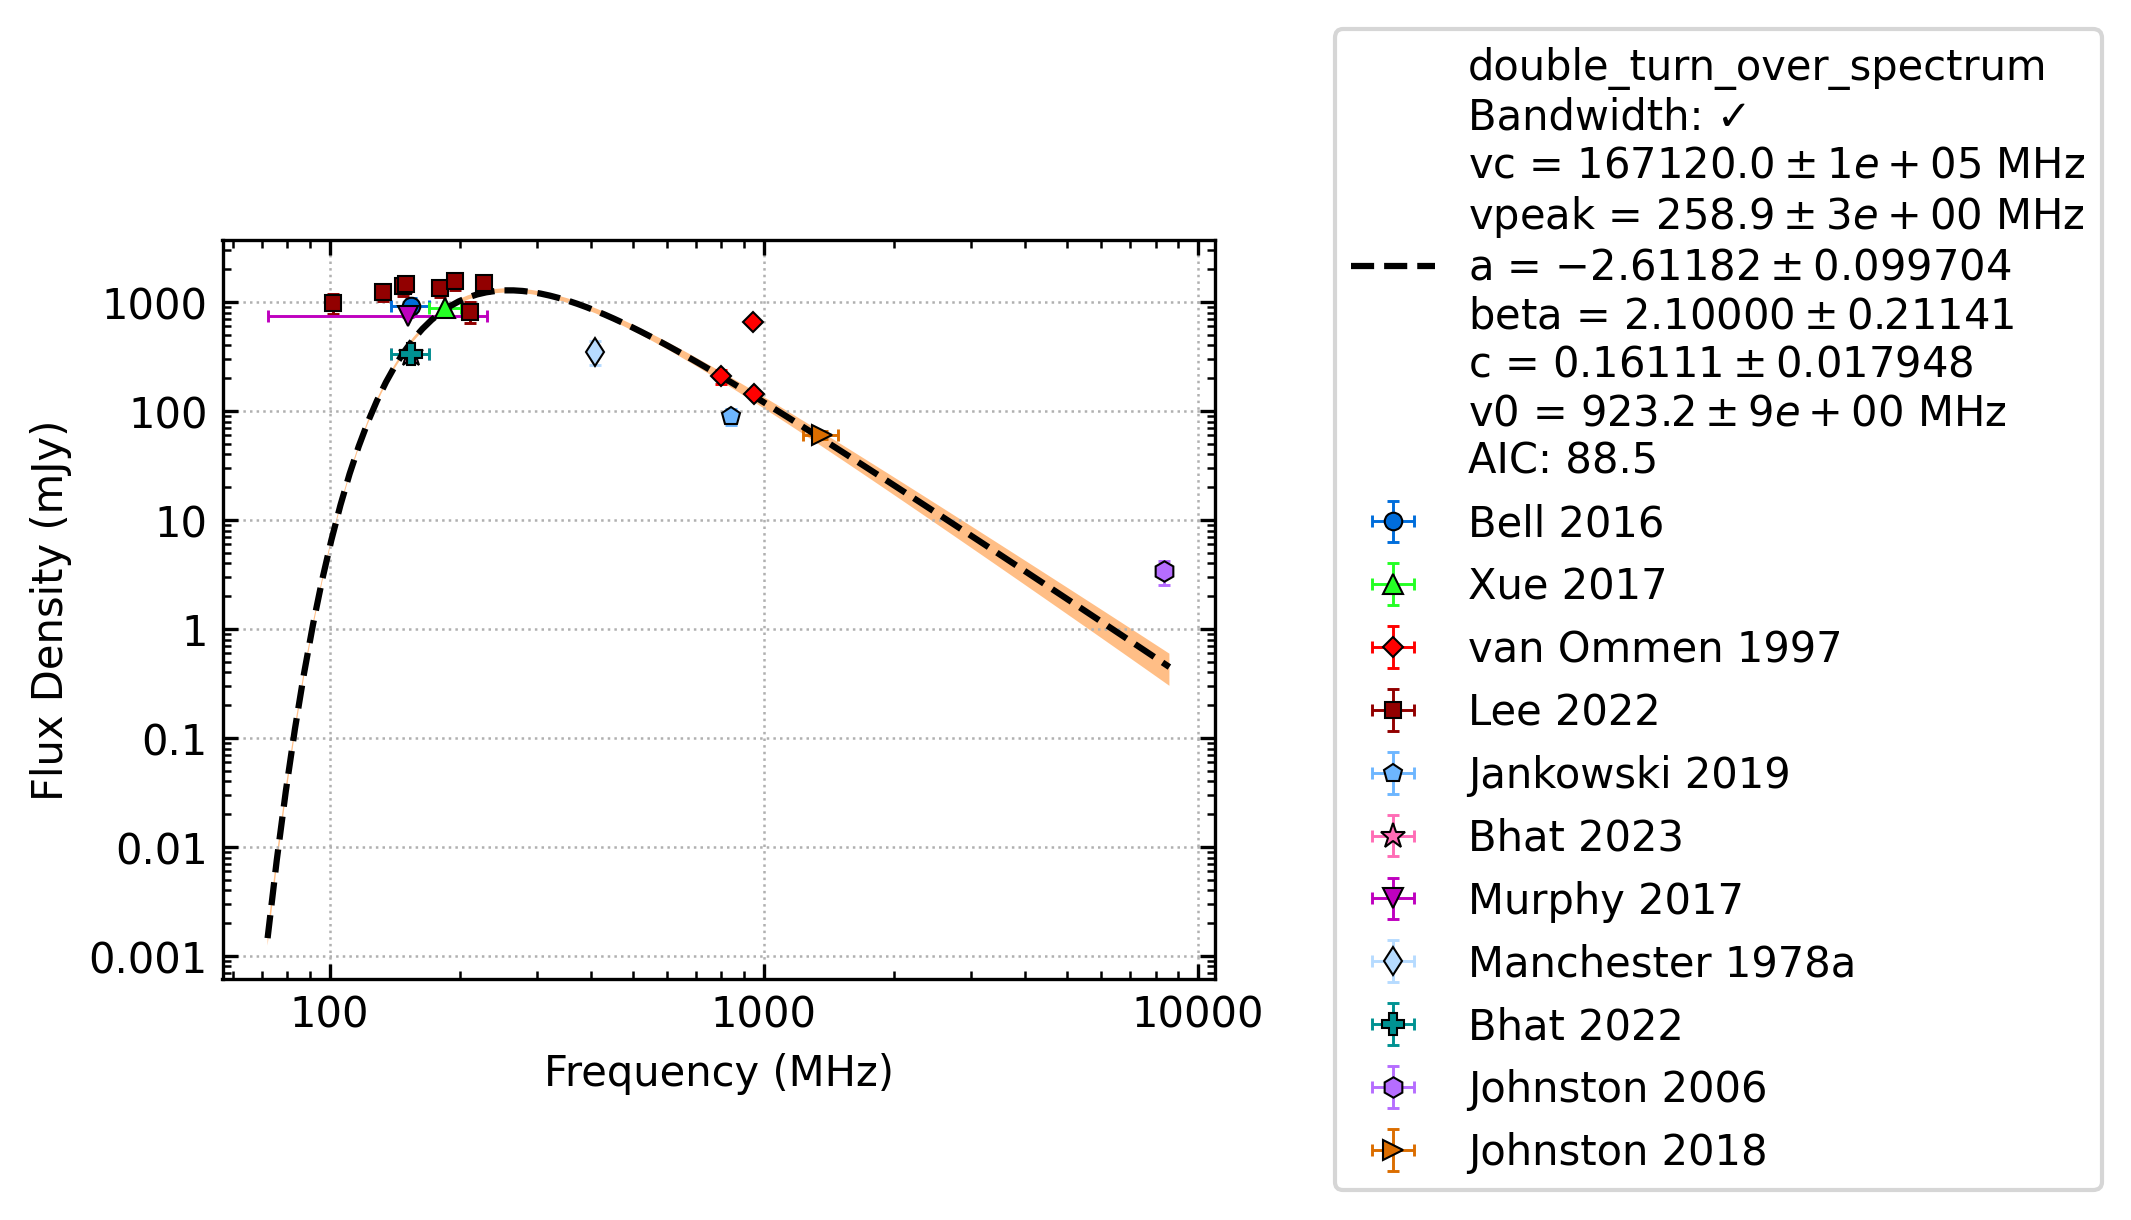 1000
100
10
1
0.1
0.01
0.001
Flux Density (mJy)
100
1000
10000
Frequency (MHz)
double_turn_over_spectrum
Bandwidth: ✓
vc = 167120.0 ± 1e + 05 MHz
vpeak = 258.9 ± 3e + 00 MHz
a = −2.61182 ± 0.099704
beta = 2.10000 ± 0.21141
c = 0.16111 ± 0.017948
v0 = 923.2 ± 9e + 00 MHz
AIC: 88.5
Bell 2016
Xue 2017
van Ommen 1997
Lee 2022
Jankowski 2019
Bhat 2023
Murphy 2017
Manchester 1978a
Bhat 2022
Johnston 2006
Johnston 2018